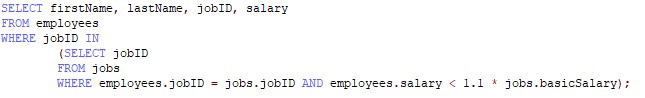 SELECT firstName, lastName, jobID, salary
FROM employees
WHERE jobID IN
(SELECT jobID
FROM jobs
WHERE employees.jobID = jobs.jobID AND employees.salary < 1.1 * jobs.basicSalary);